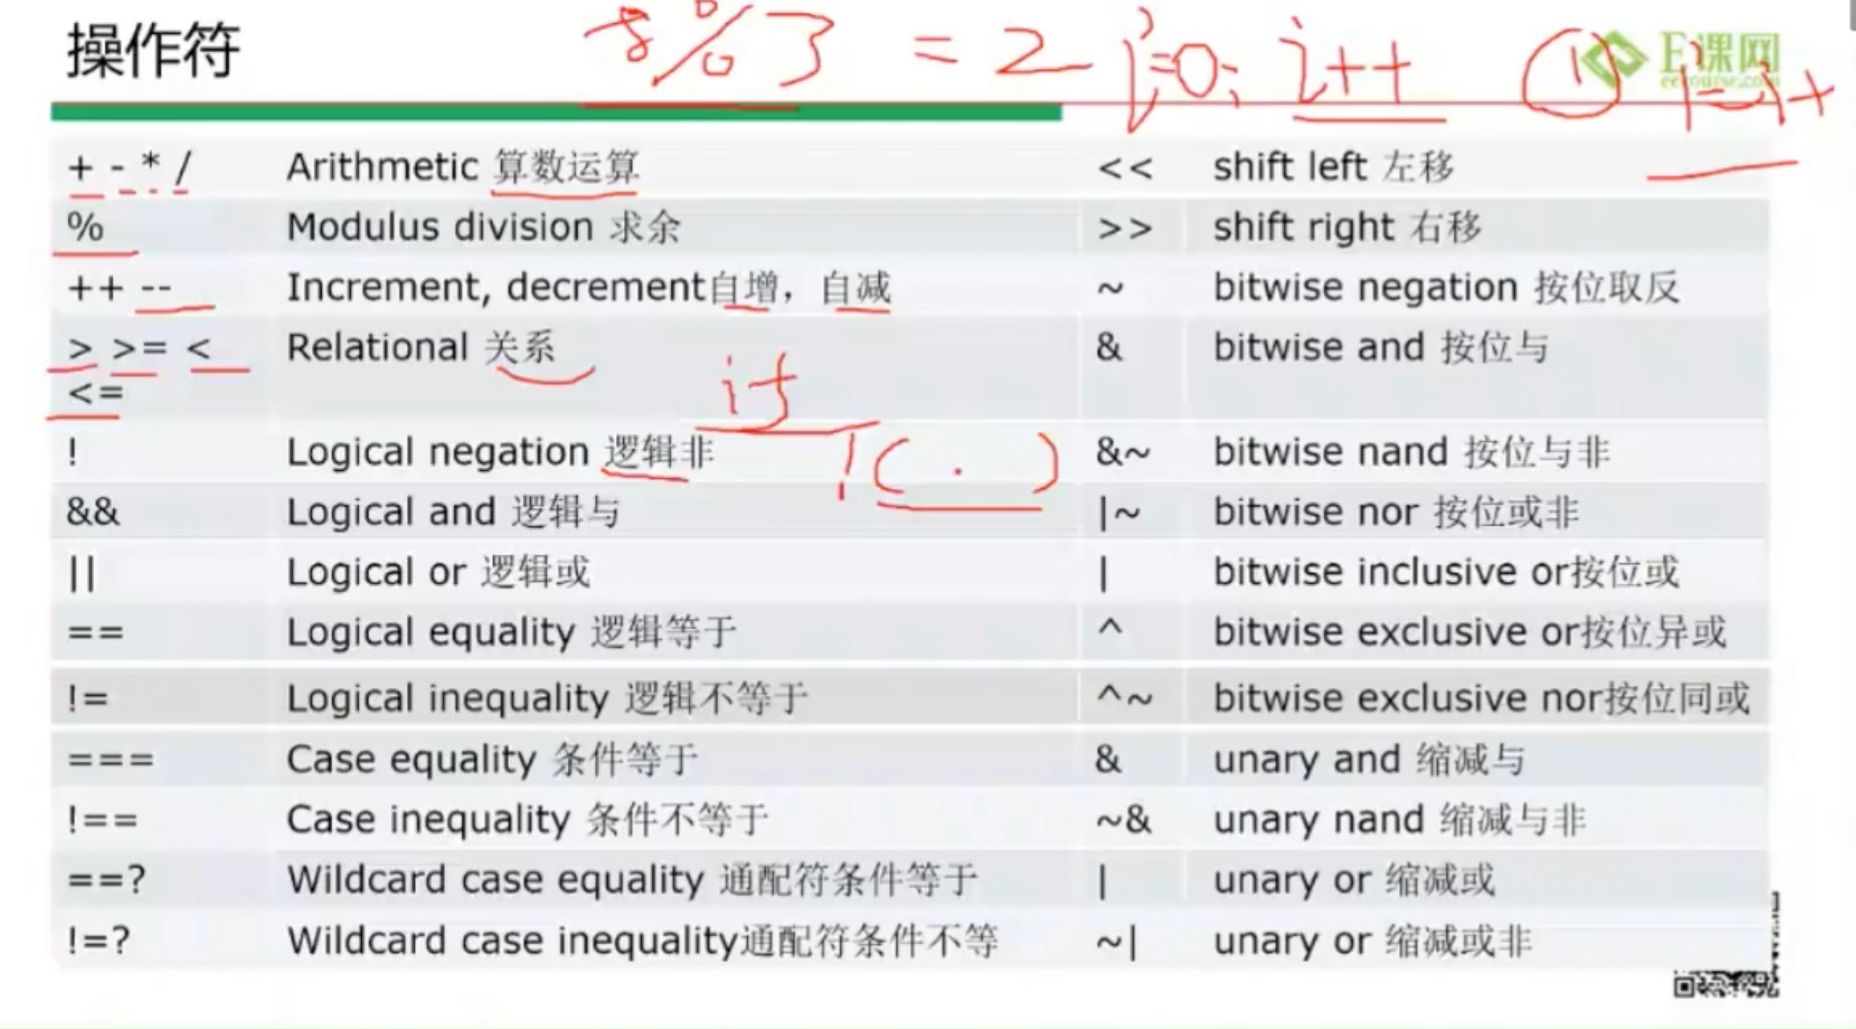 操作符
8%3 = 2
i=0; i++
E课网
+ - * / Arithmetic 算数运算 << shift left 左移
% Modulus division 求余 >> shift right 右移
++ -- Increment, decrement自增，自减 ~ bitwise negation 按位取反
> >= < Relational 关系 & bitwise and 按位与
<=
if
! Logical negation 逻辑非 !( . ) &~ bitwise nand 按位与非
&& Logical and 逻辑与 |~ bitwise nor 按位或非
|| Logical or 逻辑或 | bitwise inclusive or按位或
== Logical equality 逻辑等于 ^ bitwise exclusive or按位异或
!= Logical inequality 逻辑不等于 ^~ bitwise exclusive nor按位同或
=== Case equality 条件等于 & unary and 缩减与
!== Case inequality 条件不等于 ~& unary nand 缩减与非
==? Wildcard case equality 通配符条件等于 | unary or 缩减或
!=? Wildcard case inequality通配符条件不等 ~| unary or 缩减或非